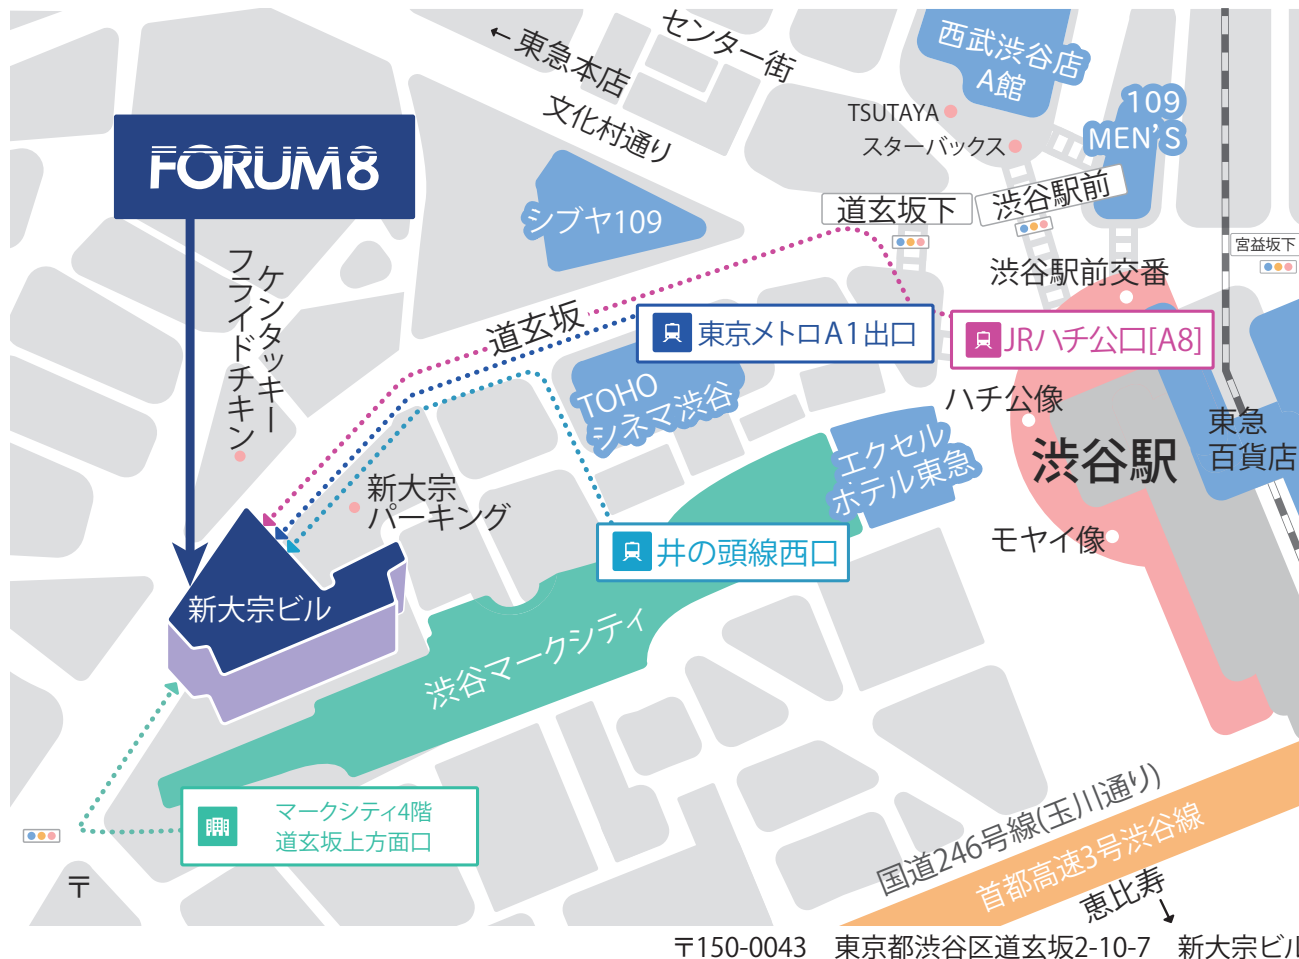 センター街
← 東急本店
文化村通り
西武渋谷店
A館
109
MEN'S
TSUTAYA
スターバックス
FORUM8
シブヤ109
道玄坂下
渋谷駅前
宮益坂下
渋谷駅前交番
ケンタッキー
フライドチキン
道玄坂
東京メトロA1出口
JRハチ公口[A8]
TOHO
シネマ渋谷
ハチ公像
エクセル
ホテル東急
渋谷駅
東急
百貨店
新大宗
パーキング
井の頭線西口
モヤイ像
新大宗ビル
渋谷マークシティ
マークシティ4階
道玄坂上方面口
〒
国道246号線(玉川通り)
首都高速3号渋谷線
恵比寿
〒150-0043 東京都渋谷区道玄坂2-10-7 新大宗ビル